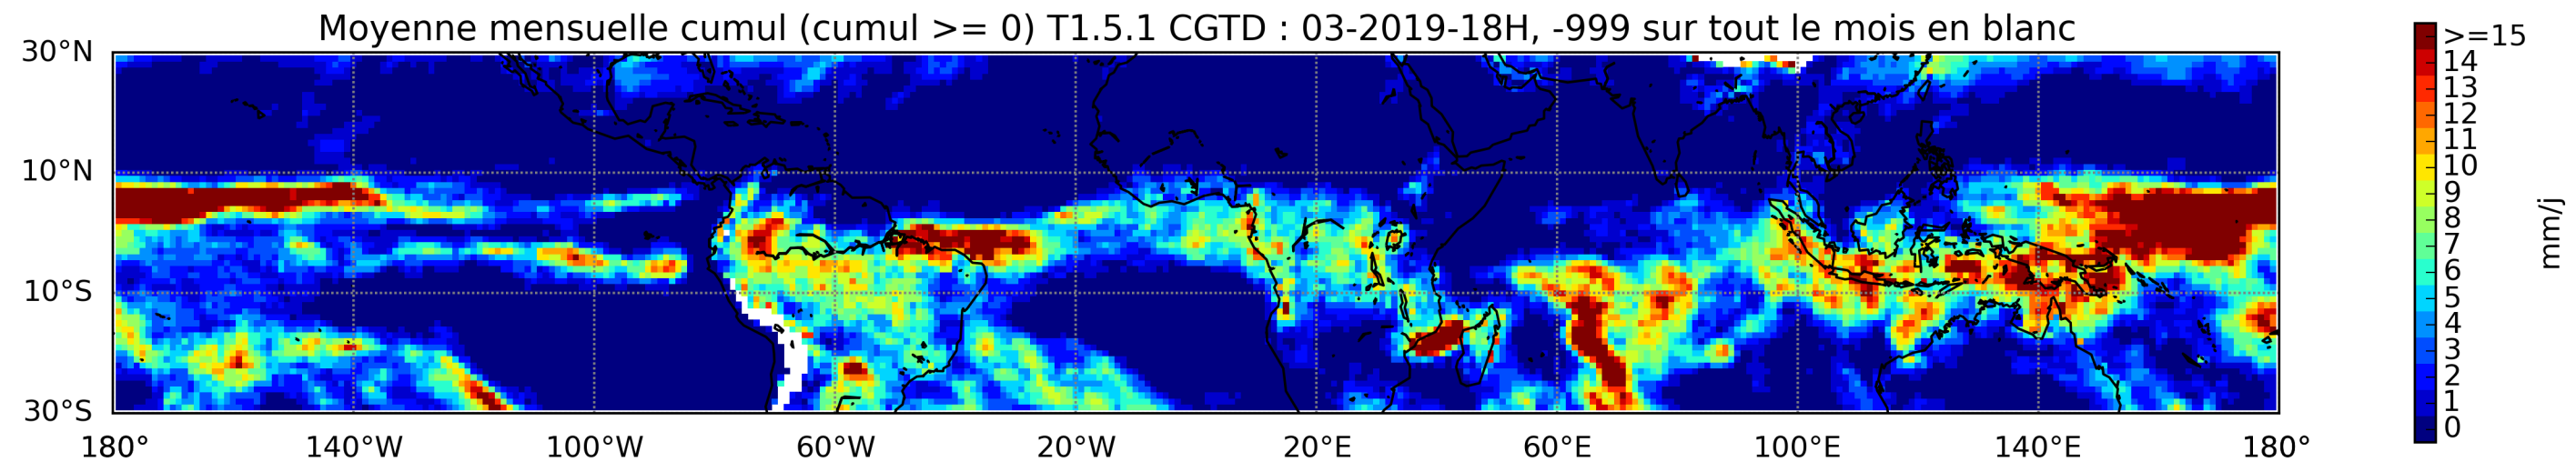 Moyenne mensuelle cumul (cumul >= 0) T1.5.1 CGTD : 03-2019-18H, -999 sur tout le mois en blanc
30°N
10°N
10°S
30°S
180° 140°W 100°W 60°W 20°W 20°E 60°E 100°E 140°E 180°
>=15
14
13
12
11
10
9
8
7
6
5
4
3
2
1
0
mm/j